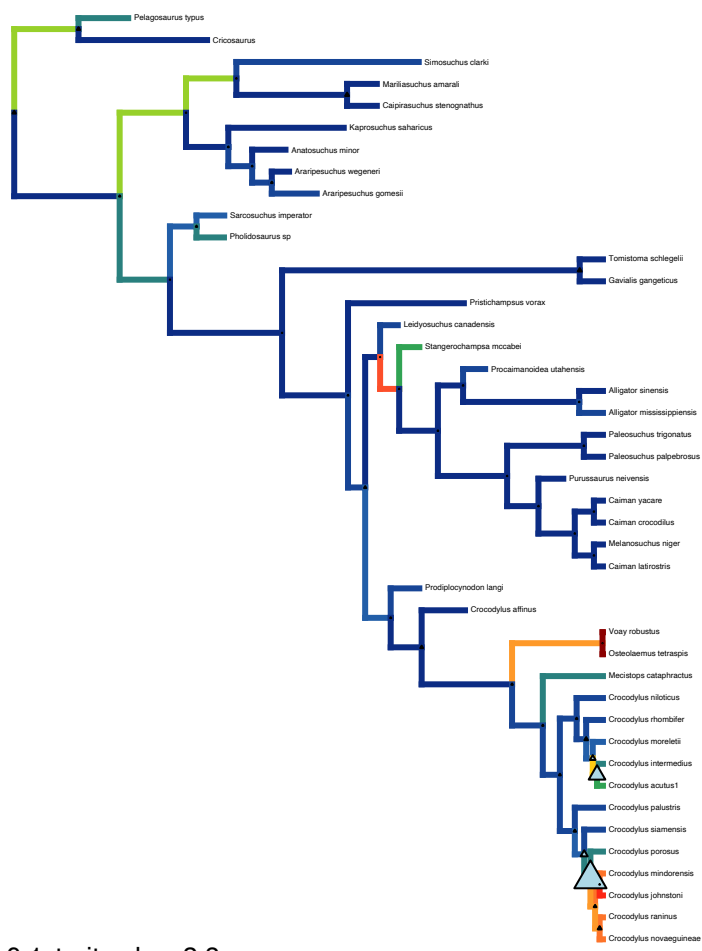 Pelagosaurus typus
Cricosaurus
Simosuchus clarki
Mariliasuchus amarali
Caipirasuchus stenognathus
Kaprosuchus saharicus
Anatosuchus minor
Araripesuchus wegeneri
Araripesuchus gomesii
Sarcosuchus imperator
Pholidosaurus sp
Tomistoma schlegelii
Gavialis gangeticus
Pristichampsus vorax
Leidyosuchus canadensis
Stangerochampsa mccabei
Procaimanoidea utahensis
Alligator sinensis
Alligator mississippiensis
Paleosuchus trigonatus
Paleosuchus palpebrosus
Purussaurus neivensis
Caiman yacare
Caiman crocodilus
Melanosuchus niger
Caiman latirostris
Prodiplocynodon langi
Crocodylus affinus
Voay robustus
Osteolaemus tetraspis
Mecistops cataphractus
Crocodylus niloticus
Crocodylus rhombifer
Crocodylus moreletii
Crocodylus intermedius
Crocodylus acutus1
Crocodylus palustris
Crocodylus siamensis
Crocodylus porosus
Crocodylus mindorensis
Crocodylus johnstoni
Crocodylus raninus
Crocodylus novaeguineae